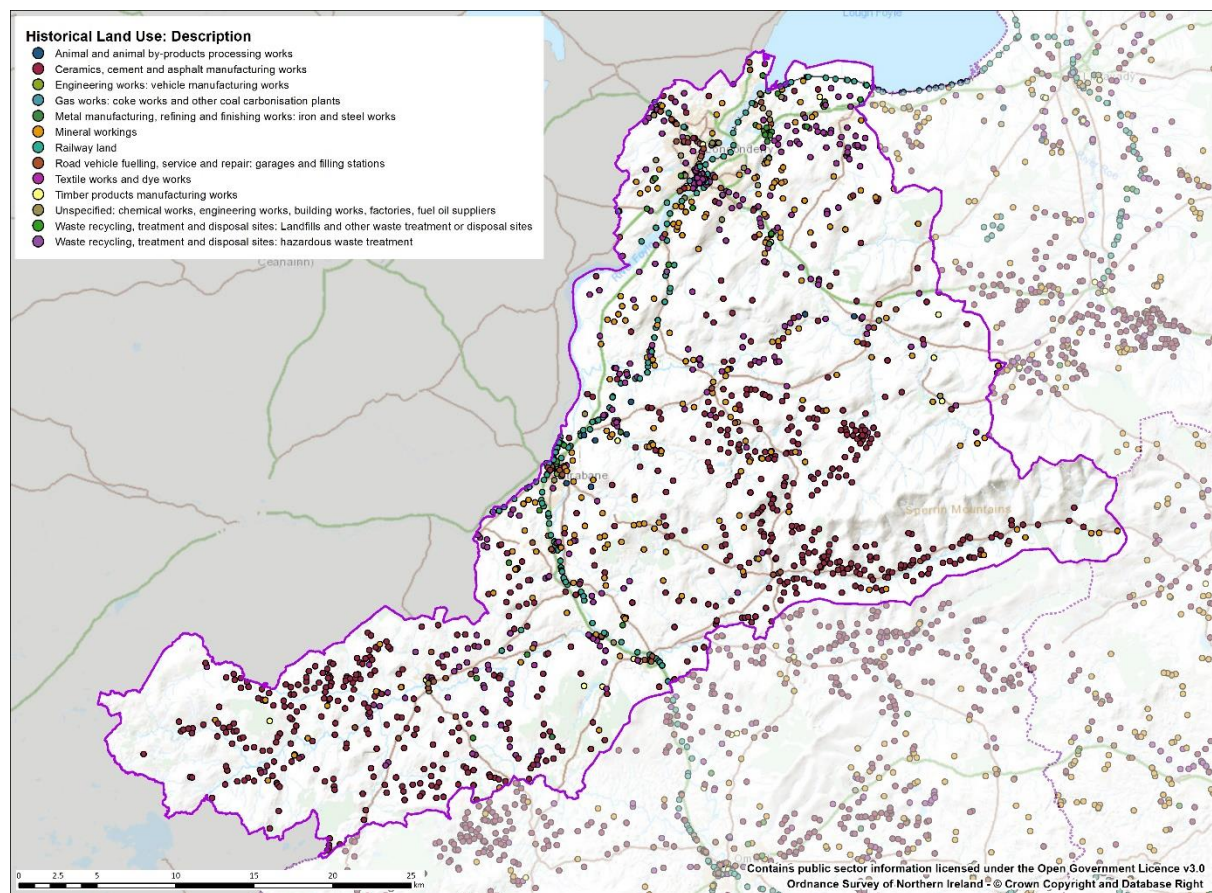 Lough Foyle
Historical Land Use: Description
Animal and animal by-products processing works
Ceramics, cement and asphalt manufacturing works
Engineering works: vehicle manufacturing works
Gas works: coke works and other coal carbonisation plants
Metal manufacturing, refining and finishing works: iron and steel works
Mineral workings
Railway land
Road vehicle fuelling, service and repair: garages and filling stations
Textile works and dye works
Timber products manufacturing works
Unspecified: chemical works, engineering works, building works, factories, fuel oil suppliers
Waste recycling, treatment and disposal sites: Landfills and other waste treatment or disposal sites
Waste recycling, treatment and disposal sites: hazardous waste treatment
Ceanainn)
Sperrin Mountains
Contains public sector information licensed under the Open Government Licence v3.0
Ordnance Survey of Northern Ireland - © Crown Copyright and Database Right
0 2.5 5 10 15 20 25
km